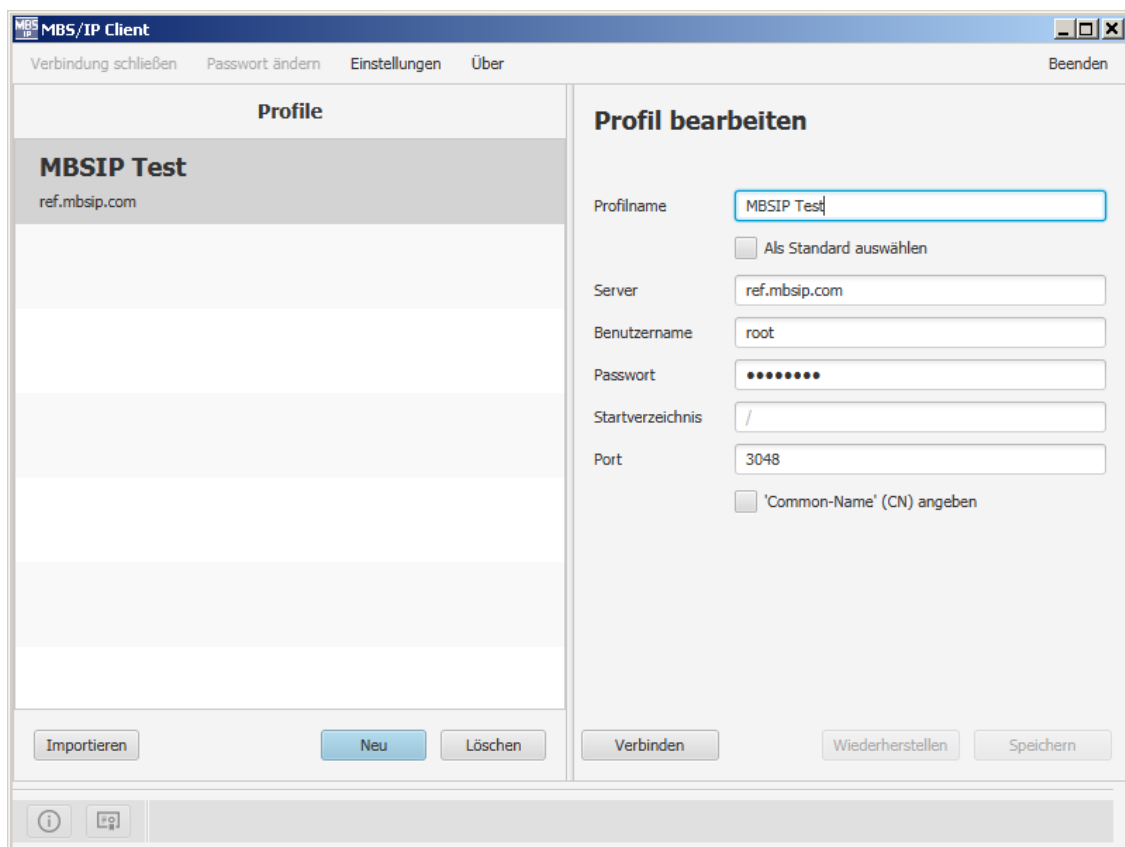 MBS IP MBS/IP Client
Verbindung schließen Passwort ändern Einstellungen Über Beenden
Profile
MBSIP Test
ref.mbsip.com
Importieren Neu Löschen
Profil bearbeiten
Profilname MBSIP Test
Als Standard auswählen
Server ref.mbsip.com
Benutzername root
Passwort ••••••••
Startverzeichnis /
Port 3048
'Common-Name' (CN) angeben
Verbinden Wiederherstellen Speichern